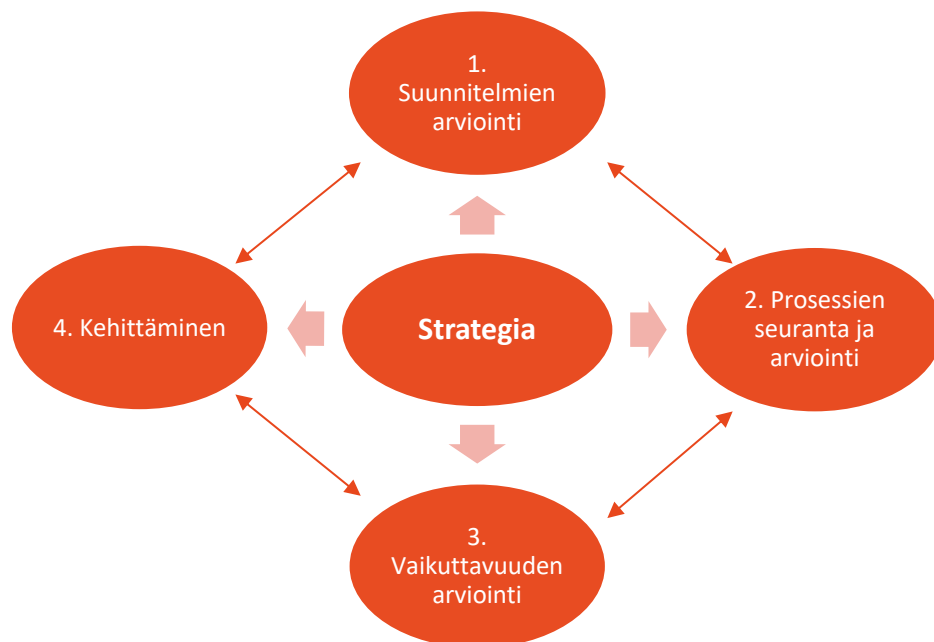 1.
Suunnitelmien
arviointi
4. Kehittäminen
Strategia
2. Prosessien
seuranta ja
arviointi
3.
Vaikuttavuuden
arviointi